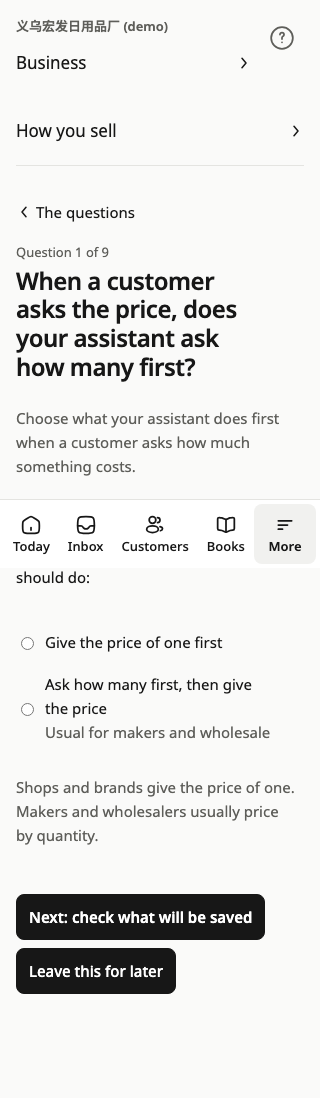 义乌宏发日用品厂 (demo)
Business
How you sell
The questions
Question 1 of 9
When a customer
asks the price, does
your assistant ask
how many first?
Choose what your assistant does first
when a customer asks how much
something costs.
Today
Inbox
Customers
Books
More
should do:
Give the price of one first
Ask how many first, then give
the price
Usual for makers and wholesale
Shops and brands give the price of one.
Makers and wholesalers usually price
by quantity.
Next: check what will be saved
Leave this for later